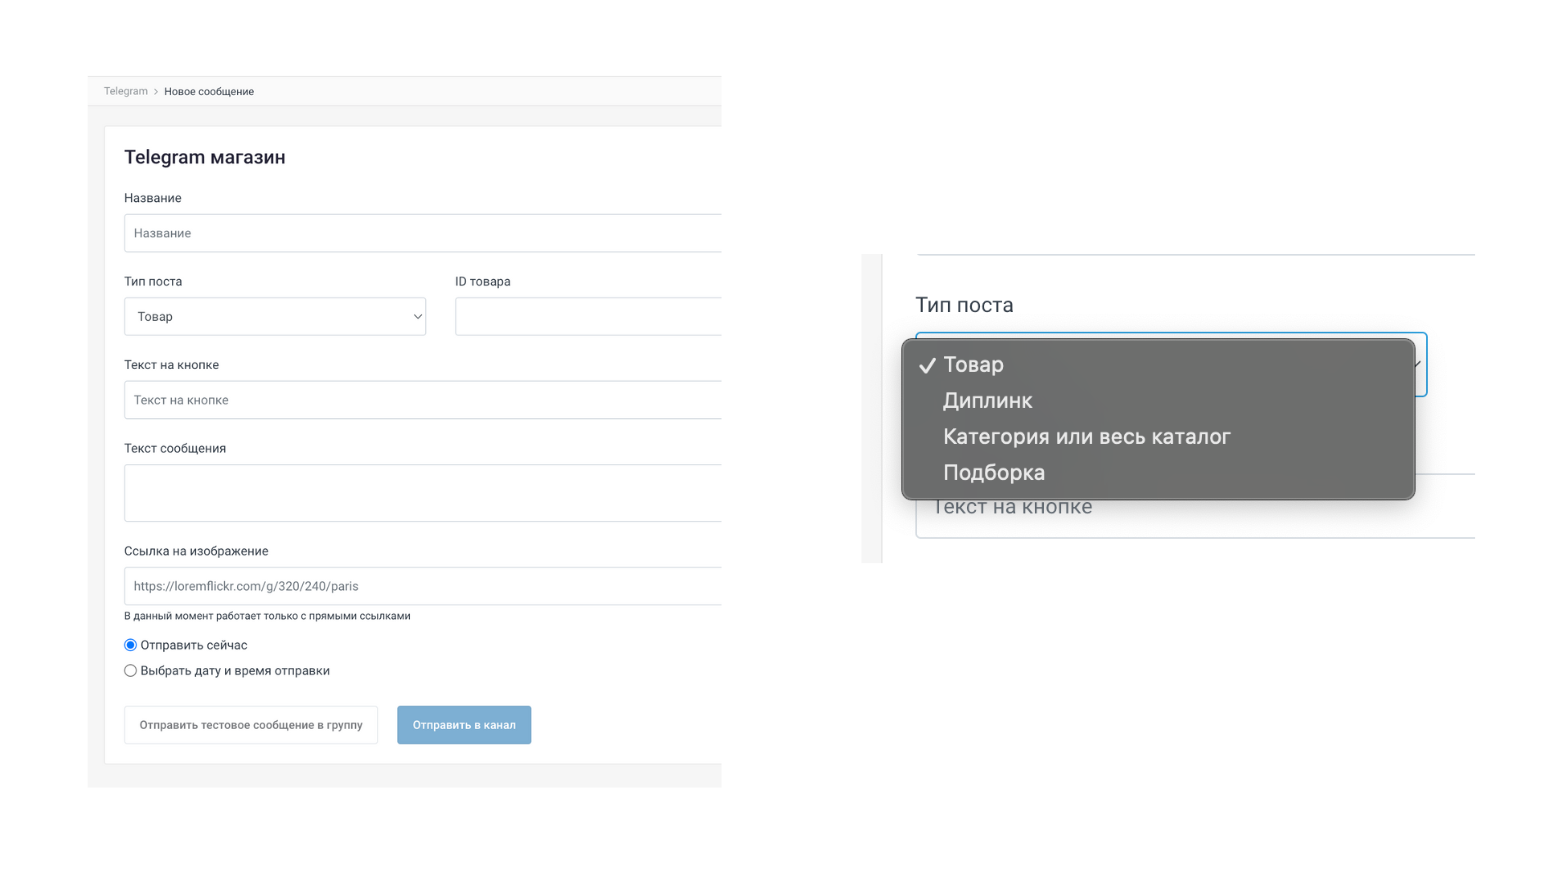 Telegram > Новое сообщение
Telegram магазин
Название
Название
Тип поста
ID товара
Товар
Текст на кнопке
Текст на кнопке
Текст сообщения
Ссылка на изображение
https://loremflickr.com/g/320/240/paris
В данный момент работает только с прямыми ссылками
Отправить сейчас
Выбрать дату и время отправки
Отправить тестовое сообщение в группу
Отправить в канал
Тип поста
✓ Товар
Диплинк
Категория или весь каталог
Подборка
Текст на кнопке